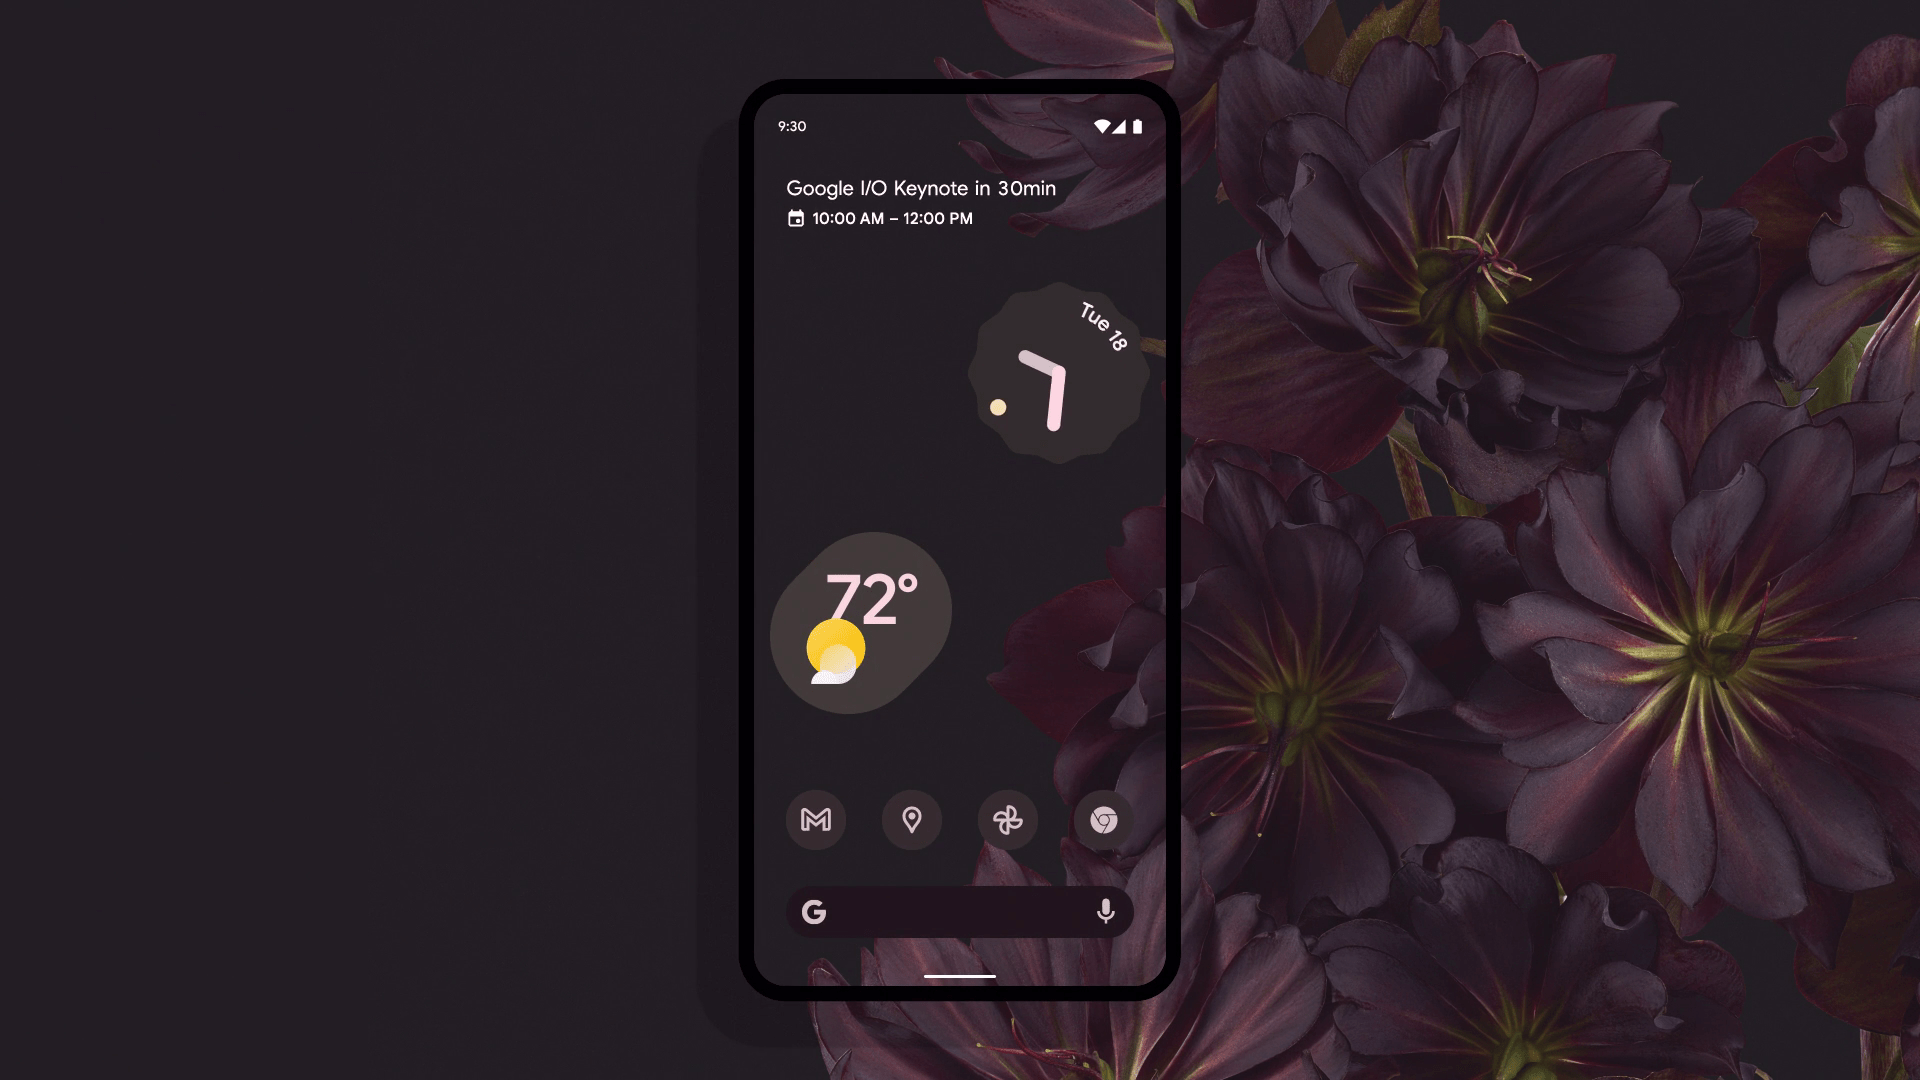 9:30
Google I/O Keynote in 30min
10:00 AM – 12:00 PM
Tue 18
72°